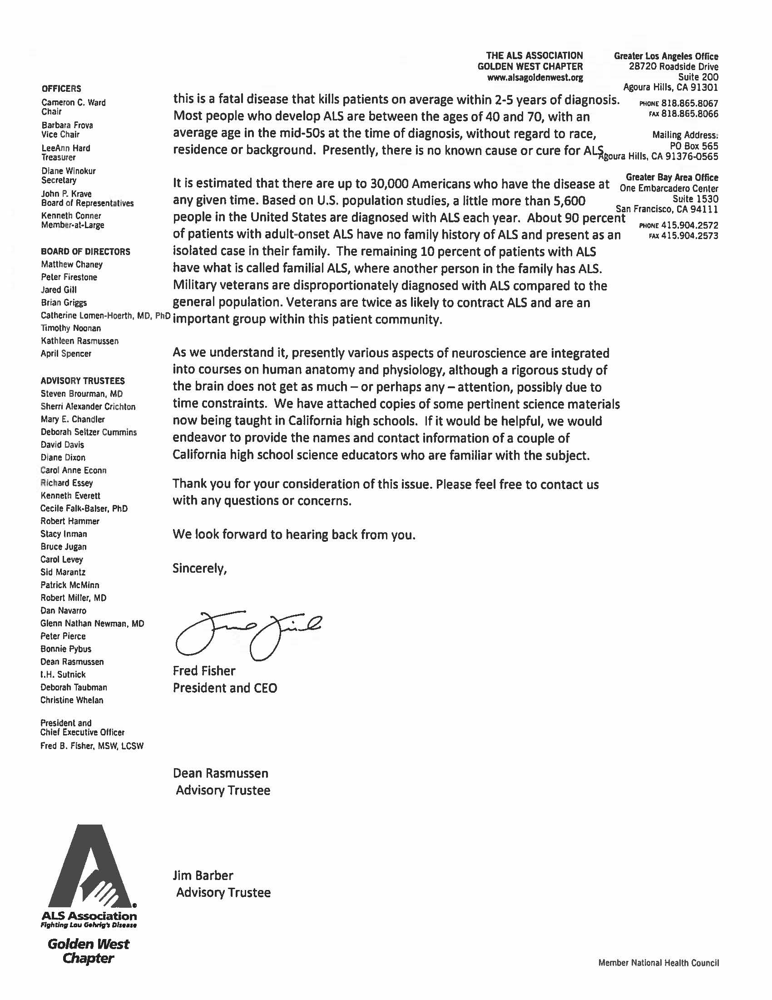 THE ALS ASSOCIATION
GOLDEN WEST CHAPTER
www.alsagoldenwest.org
Greater Los Angeles Office
28720 Roadside Drive
Suite 200
Agoura Hills, CA 91301
PHONE 818.865.8067
FAX 818.865.8066
Mailing Address:
PO Box 565
Agoura Hills, CA 91376-0565
Greater Bay Area Office
One Embarcadero Center
Suite 1530
San Francisco, CA 94111
PHONE 415.904.2572
FAX 415.904.2573
OFFICERS
Cameron C. Ward
Chair
Barbara Frova
Vice Chair
LeeAnn Hard
Treasurer
Diane Winokur
Secretary
John P. Krave
Board of Representatives
Kenneth Conner
Member-at-Large
BOARD OF DIRECTORS
Matthew Chaney
Peter Firestone
Jared Gill
Brian Griggs
Catherine Lomen-Hoerth, MD, PhD
Timothy Noonan
Kathleen Rasmussen
April Spencer
ADVISORY TRUSTEES
Steven Brourman, MD
Sherri Alexander Crichton
Mary E. Chandler
Deborah Seltzer Cummins
David Davis
Diane Dixon
Carol Anne Econn
Richard Essey
Kenneth Everett
Cecile Falk-Balser, PhD
Robert Hammer
Stacy Inman
Bruce Jugan
Carol Levey
Sid Marantz
Patrick McMinn
Robert Miller, MD
Dan Navarro
Glenn Nathan Newman, MD
Peter Pierce
Bonnie Pybus
Dean Rasmussen
I.H. Sutnick
Deborah Taubman
Christine Whelan
President and
Chief Executive Officer
Fred B. Fisher, MSW, LCSW
this is a fatal disease that kills patients on average within 2-5 years of diagnosis.
Most people who develop ALS are between the ages of 40 and 70, with an
average age in the mid-50s at the time of diagnosis, without regard to race,
residence or background. Presently, there is no known cause or cure for ALS
It is estimated that there are up to 30,000 Americans who have the disease at
any given time. Based on U.S. population studies, a little more than 5,600
people in the United States are diagnosed with ALS each year. About 90 percent
of patients with adult-onset ALS have no family history of ALS and present as an
isolated case in their family. The remaining 10 percent of patients with ALS
have what is called familial ALS, where another person in the family has ALS.
Military veterans are disproportionately diagnosed with ALS compared to the
general population. Veterans are twice as likely to contract ALS and are an
important group within this patient community.
As we understand it, presently various aspects of neuroscience are integrated
into courses on human anatomy and physiology, although a rigorous study of
the brain does not get as much – or perhaps any – attention, possibly due to
time constraints. We have attached copies of some pertinent science materials
now being taught in California high schools. If it would be helpful, we would
endeavor to provide the names and contact information of a couple of
California high school science educators who are familiar with the subject.
Thank you for your consideration of this issue. Please feel free to contact us
with any questions or concerns.
We look forward to hearing back from you.
Sincerely,
Fred Fisher
President and CEO
Dean Rasmussen
Advisory Trustee
Jim Barber
Advisory Trustee
ALS Association
Fighting Lou Gehrig's Disease
Golden West
Chapter
Member National Health Council